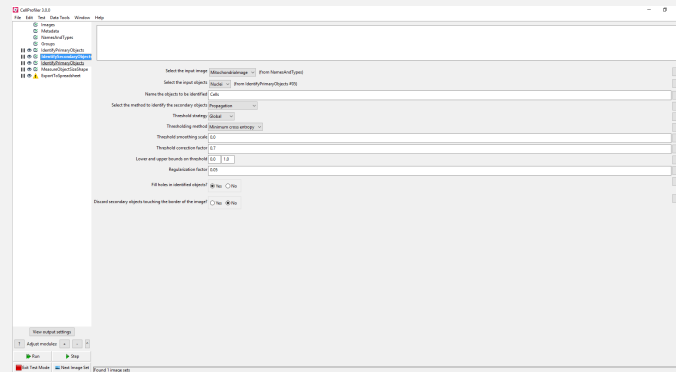 CellProfiler 3.0.0
File Edit Test Data Tools Window Help
Images
Metadata
NamesAndTypes
Groups
IdentifyPrimaryObjects
IdentifySecondaryObjects
IdentifyPrimaryObjects
MeasureObjectSizeShape
ExportToSpreadsheet
Select the input image MitochondriaImage (from NamesAndTypes)
Select the input objects Nuclei (from IdentifyPrimaryObjects #05)
Name the objects to be identified Cells
Select the method to identify the secondary objects Propagation
Threshold strategy Global
Thresholding method Minimum cross entropy
Threshold smoothing scale 0.0
Threshold correction factor 0.7
Lower and upper bounds on threshold 0.0 1.0
Regularization factor 0.05
Fill holes in identified objects? Yes No
Discard secondary objects touching the border of the image? Yes No
View output settings
? Adjust modules: + - ^
Run Step
Exit Test Mode Next Image Set Found 1 image sets